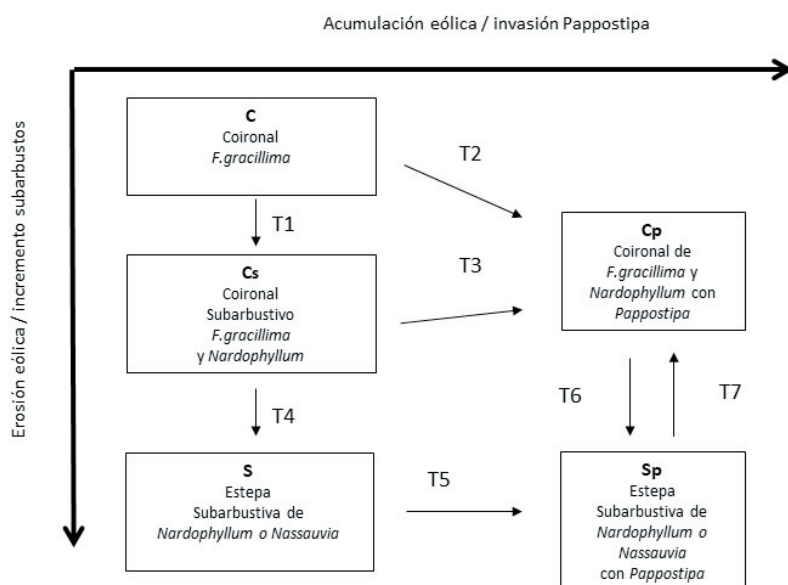 Acumulación eólica / invasión Pappostipa
Erosión eólica / incremento subarbustos
C
Coironal
F.gracillima
T2
T1
Cs
Coironal
Subarbustivo
F.gracillima
y Nardophyllum
T3
Cp
Coironal de
F.gracillima y
Nardophyllum con
Pappostipa
T4
T6
T7
S
Estepa
Subarbustiva de
Nardophyllum o Nassauvia
T5
Sp
Estepa
Subarbustiva de
Nardophyllum o
Nassauvia
con Pappostipa